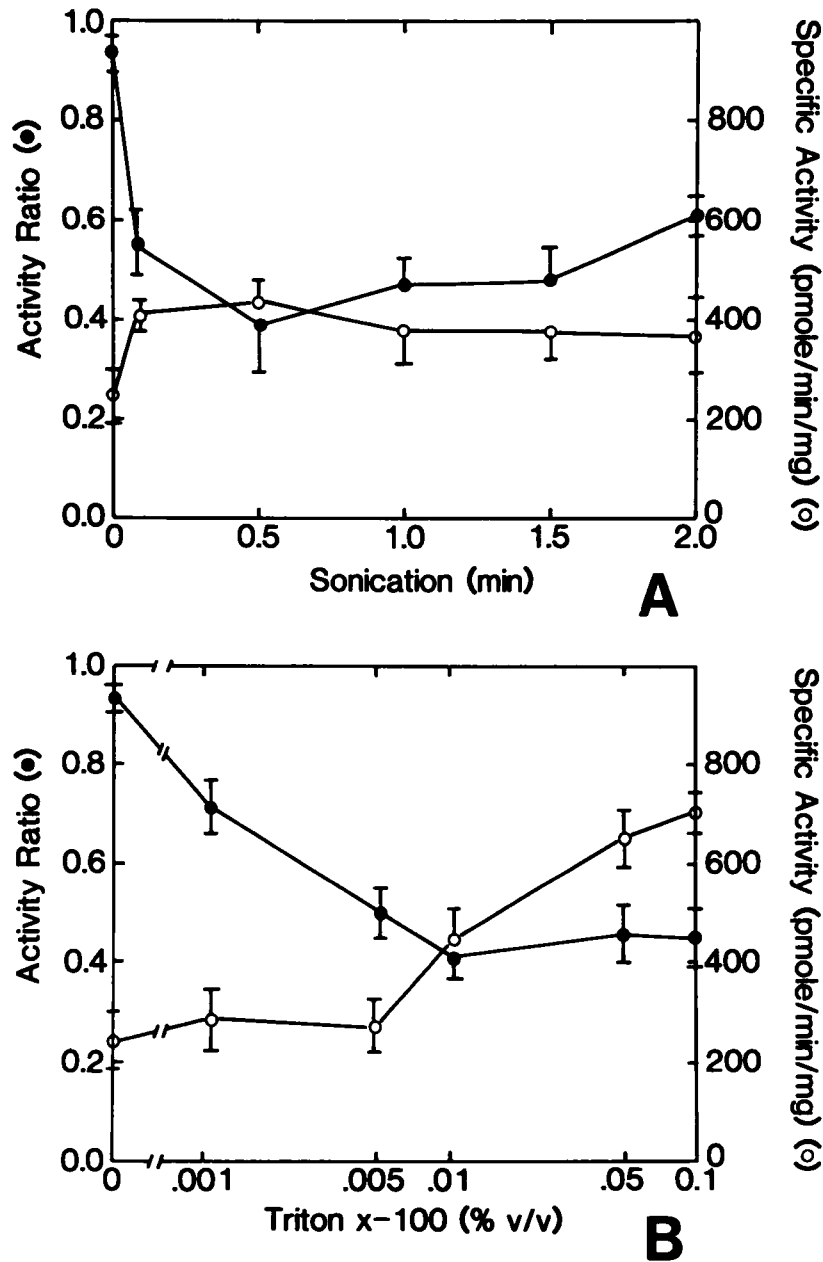 Activity Ratio (●)
1.0
0.8
0.6
0.4
0.2
0.0
800
600
400
200
0
Specific Activity (pmole/min/mg) (o)
0 0.5 1.0 1.5 2.0
Sonication (min)
A
Activity Ratio (●)
1.0
0.8
0.6
0.4
0.2
0.0
800
600
400
200
0
Specific Activity (pmole/min/mg) (o)
0 .001 .005 .01 .05 0.1
Triton x-100 (% v/v)
B